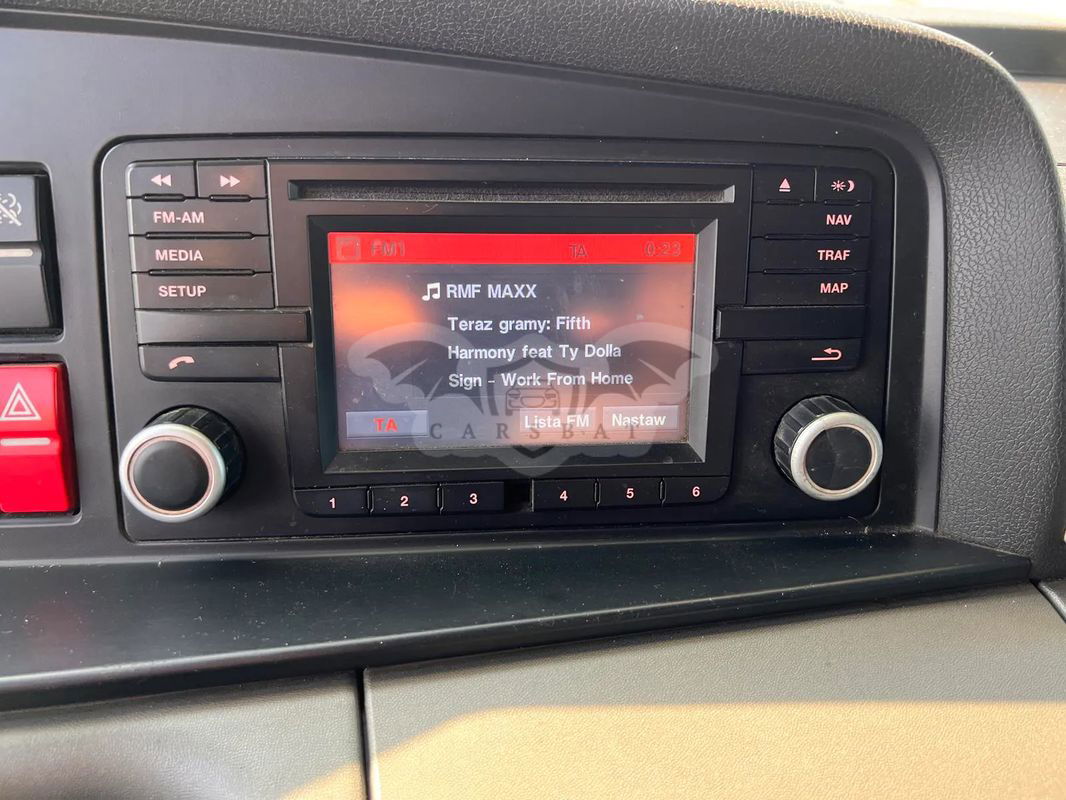 FM-AM
MEDIA
SETUP
NAV
TRAF
MAP
FM1 TA 0:23
RMF MAXX
Teraz gramy: Fifth
Harmony feat Ty Dolla
Sign - Work From Home
TA Lista FM Nastaw
CARSBAT
1 2 3 4 5 6